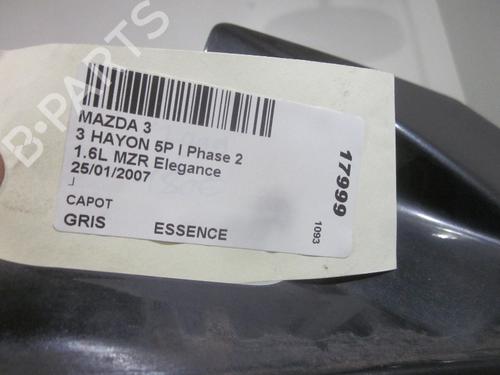 MAZDA 3
3 HAYON 5P I Phase 2
1.6L MZR Elegance
25/01/2007
J
CAPOT
GRIS ESSENCE
17999
1093
B-PARTS